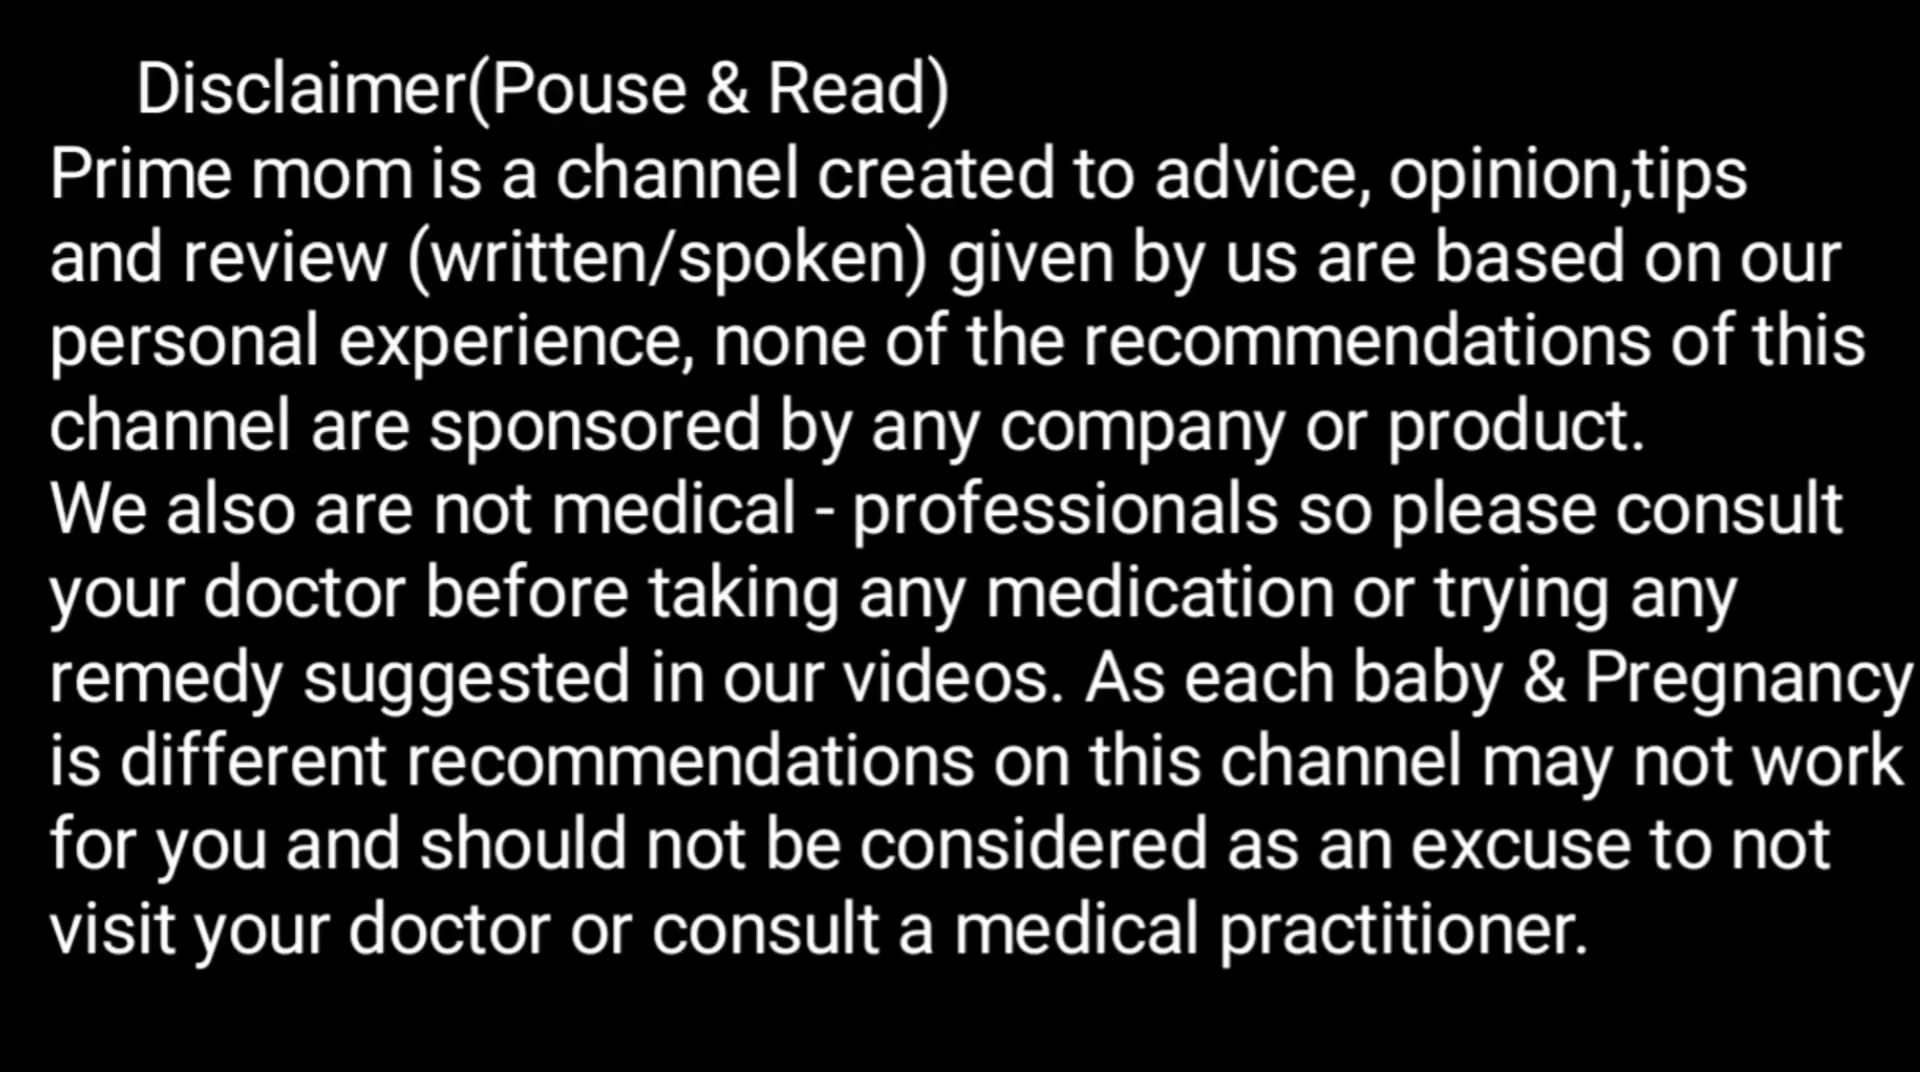 Disclaimer(Pouse & Read)
Prime mom is a channel created to advice, opinion,tips
and review (written/spoken) given by us are based on our
personal experience, none of the recommendations of this
channel are sponsored by any company or product.
We also are not medical - professionals so please consult
your doctor before taking any medication or trying any
remedy suggested in our videos. As each baby & Pregnancy
is different recommendations on this channel may not work
for you and should not be considered as an excuse to not
visit your doctor or consult a medical practitioner.